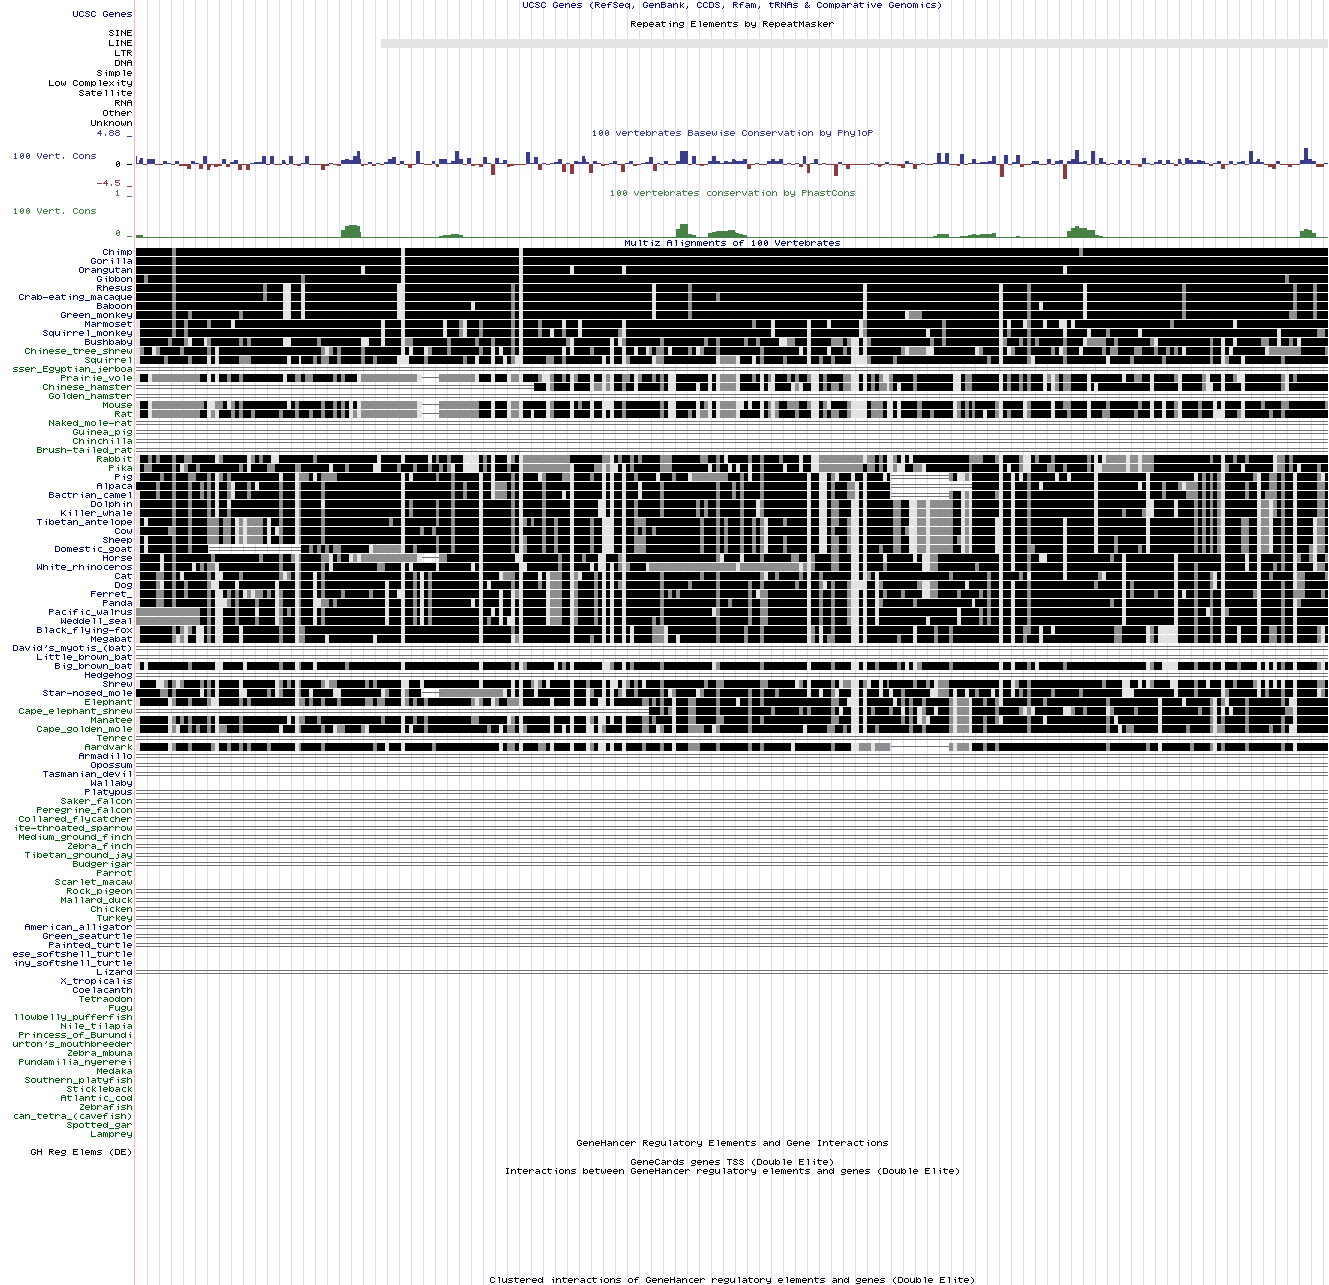 UCSC Genes (RefSeq, GenBank, CCDS, Rfam, tRNAs & Comparative Genomics)
UCSC Genes
Repeating Elements by RepeatMasker
SINE
LINE
LTR
DNA
Simple
Low Complexity
Satellite
RNA
Other
Unknown
4.88 _
100 vertebrates Basewise Conservation by PhyloP
100 Vert. Cons
0 _
-4.5 _
1 _
100 vertebrates conservation by PhastCons
100 Vert. Cons
0 _
Multiz Alignments of 100 Vertebrates
Chimp
Gorilla
Orangutan
Gibbon
Rhesus
Crab-eating_macaque
Baboon
Green_monkey
Marmoset
Squirrel_monkey
Bushbaby
Chinese_tree_shrew
Squirrel
sser_Egyptian_jerboa
Prairie_vole
Chinese_hamster
Golden_hamster
Mouse
Rat
Naked_mole-rat
Guinea_pig
Chinchilla
Brush-tailed_rat
Rabbit
Pika
Pig
Alpaca
Bactrian_camel
Dolphin
Killer_whale
Tibetan_antelope
Cow
Sheep
Domestic_goat
Horse
White_rhinoceros
Cat
Dog
Ferret_
Panda
Pacific_walrus
Weddell_seal
Black_flying-fox
Megabat
David's_myotis_(bat)
Little_brown_bat
Big_brown_bat
Hedgehog
Shrew
Star-nosed_mole
Elephant
Cape_elephant_shrew
Manatee
Cape_golden_mole
Tenrec
Aardvark
Armadillo
Opossum
Tasmanian_devil
Wallaby
Platypus
Saker_falcon
Peregrine_falcon
Collared_flycatcher
ite-throated_sparrow
Medium_ground_finch
Zebra_finch
Tibetan_ground_jay
Budgerigar
Parrot
Scarlet_macaw
Rock_pigeon
Mallard_duck
Chicken
Turkey
American_alligator
Green_seaturtle
Painted_turtle
ese_softshell_turtle
iny_softshell_turtle
Lizard
X_tropicalis
Coelacanth
Tetraodon
Fugu
llowbelly_pufferfish
Nile_tilapia
Princess_of_Burundi
urton's_mouthbreeder
Zebra_mbuna
Pundamilia_nyererei
Medaka
Southern_platyfish
Stickleback
Atlantic_cod
Zebrafish
can_tetra_(cavefish)
Spotted_gar
Lamprey
GeneHancer Regulatory Elements and Gene Interactions
GH Reg Elems (DE)
GeneCards genes TSS (Double Elite)
Interactions between GeneHancer regulatory elements and genes (Double Elite)
Clustered interactions of GeneHancer regulatory elements and genes (Double Elite)